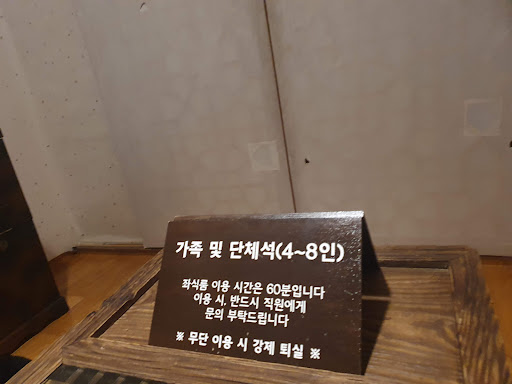 가족 및 단체석(4~8인)
좌식룸 이용 시간은 60분입니다
이용 시, 반드시 직원에게
문의 부탁드립니다
※ 무단 이용 시 강제 퇴실 ※